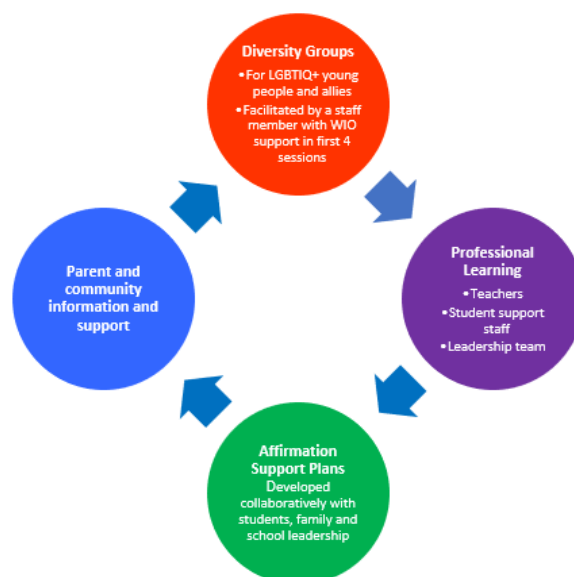 Diversity Groups
•For LGBTIQ+ young
people and allies
•Facilitated by a staff
member with WIO
support in first 4
sessions
Professional
Learning
•Teachers
•Student support
staff
•Leadership team
Affirmation
Support Plans
Developed
collaboratively with
students, family and
school leadership
Parent and
community
information and
support